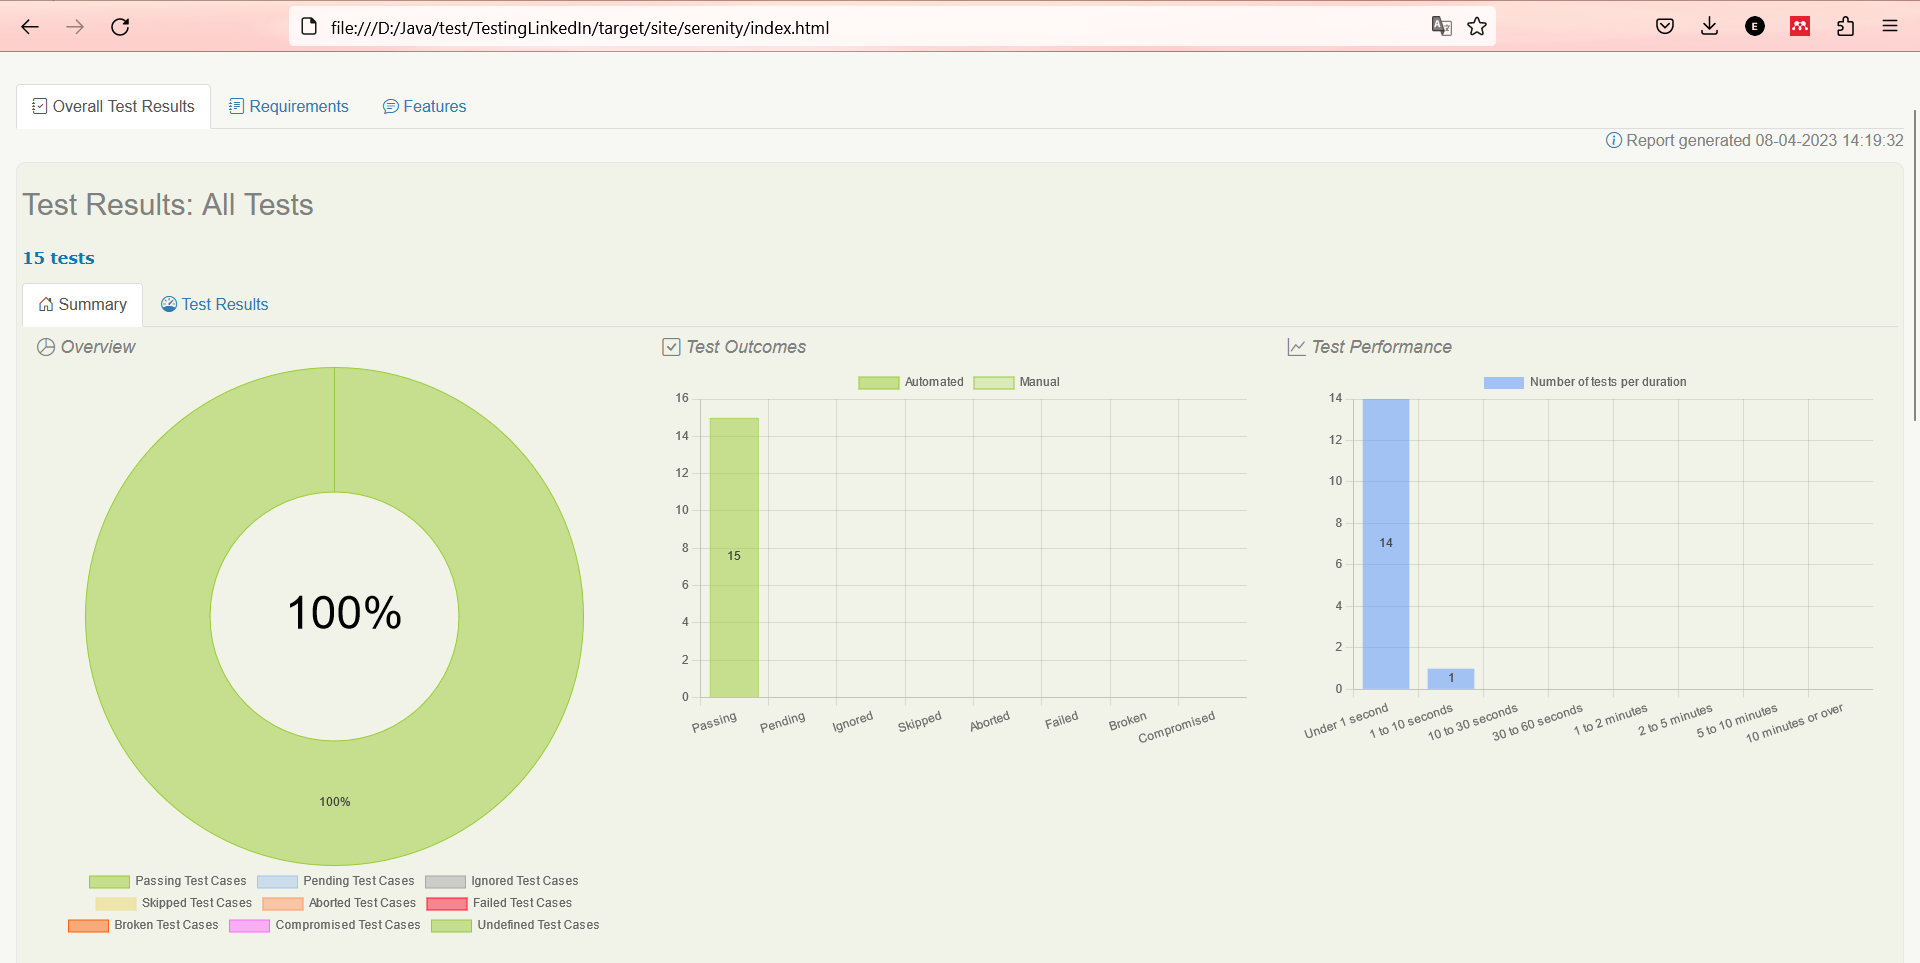 file:///D:/Java/test/TestingLinkedIn/target/site/serenity/index.html
E
Overall Test Results Requirements Features
Report generated 08-04-2023 14:19:32
Test Results: All Tests
15 tests
Summary Test Results
Overview
100%
100%
Passing Test Cases Pending Test Cases Ignored Test Cases
Skipped Test Cases Aborted Test Cases Failed Test Cases
Broken Test Cases Compromised Test Cases Undefined Test Cases
Test Outcomes
Automated Manual
16
14
12
10
8
6
4
2
0
15
Passing Pending Ignored Skipped Aborted Failed Broken Compromised
Test Performance
Number of tests per duration
14
12
10
8
6
4
2
0
14
1
Under 1 second 1 to 10 seconds 10 to 30 seconds 30 to 60 seconds 1 to 2 minutes 2 to 5 minutes 5 to 10 minutes 10 minutes or over